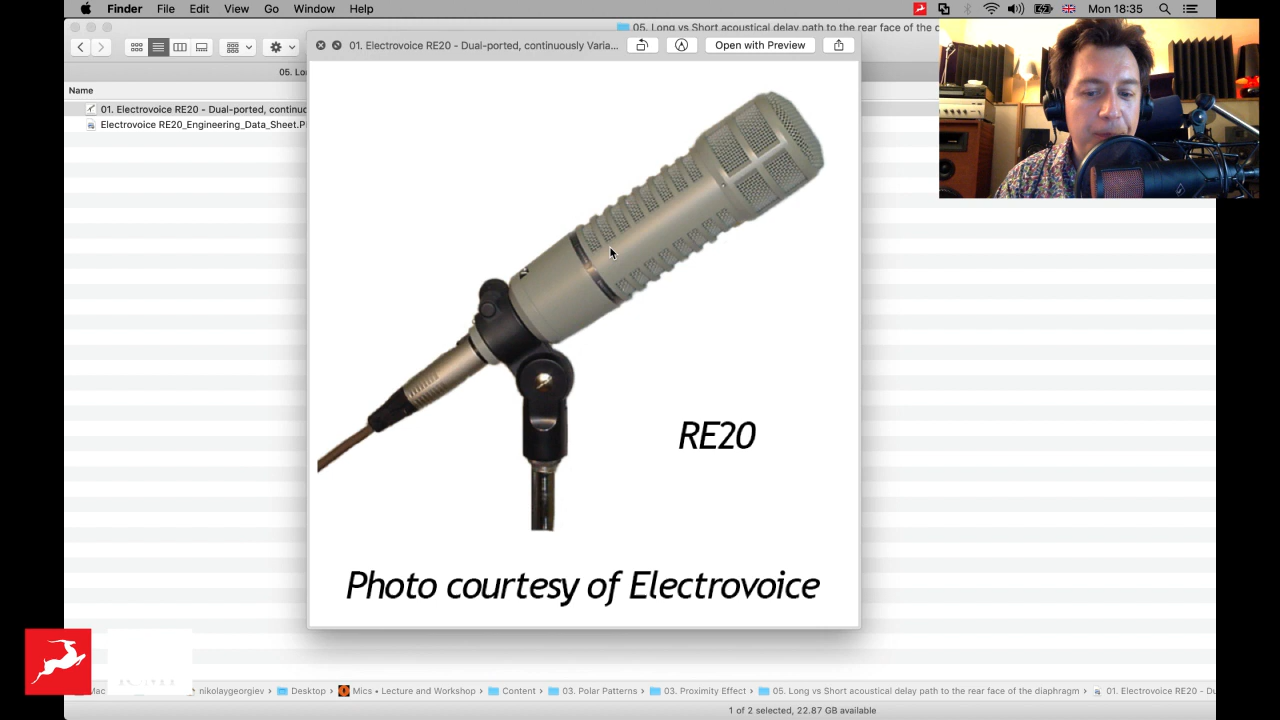 Finder File Edit View Go Window Help Mon 18:35
05. Long vs Short acoustical delay path to the rear face of the d
01. Electrovoice RE20 - Dual-ported, continuously Varia... Open with Preview
05. Lo
Name
01. Electrovoice RE20 - Dual-ported, continuo
Electrovoice RE20_Engineering_Data_Sheet.P
RE20
Photo courtesy of Electrovoice
Mac › nikolaygeorgiev › Desktop › Mics • Lecture and Workshop › Content › 03. Polar Patterns › 03. Proximity Effect › 05. Long vs Short acoustical delay path to the rear face of the diaphragm › 01. Electrovoice RE20 - Du
1 of 2 selected, 22.87 GB available